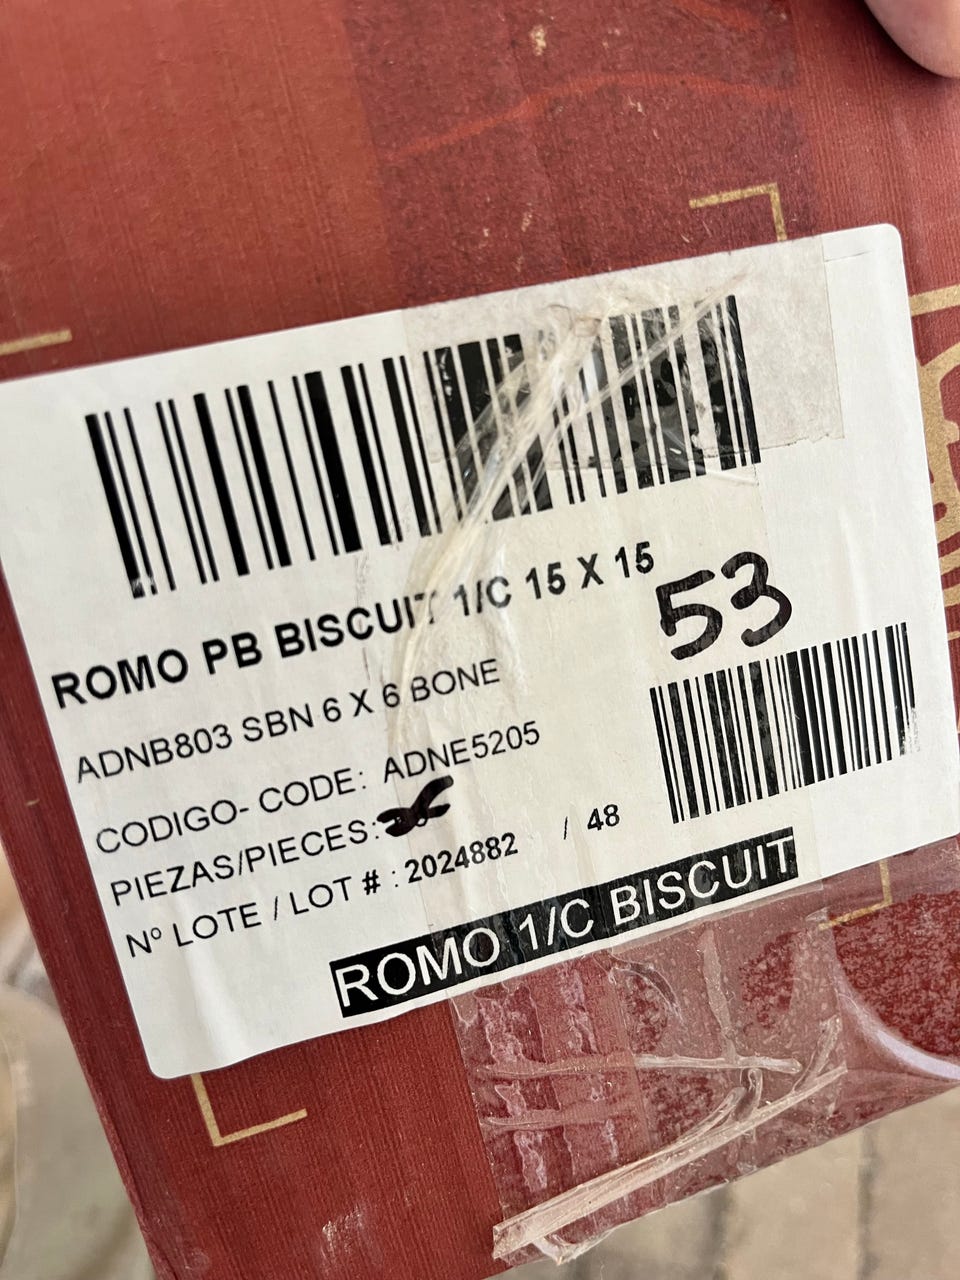 ROMO PB BISCUIT 1/C 15 X 15
53
ADNB803 SBN 6 X 6 BONE
CODIGO- CODE: ADNE5205
PIEZAS/PIECES:
Nº LOTE / LOT # : 2024882 / 48
ROMO 1/C BISCUIT